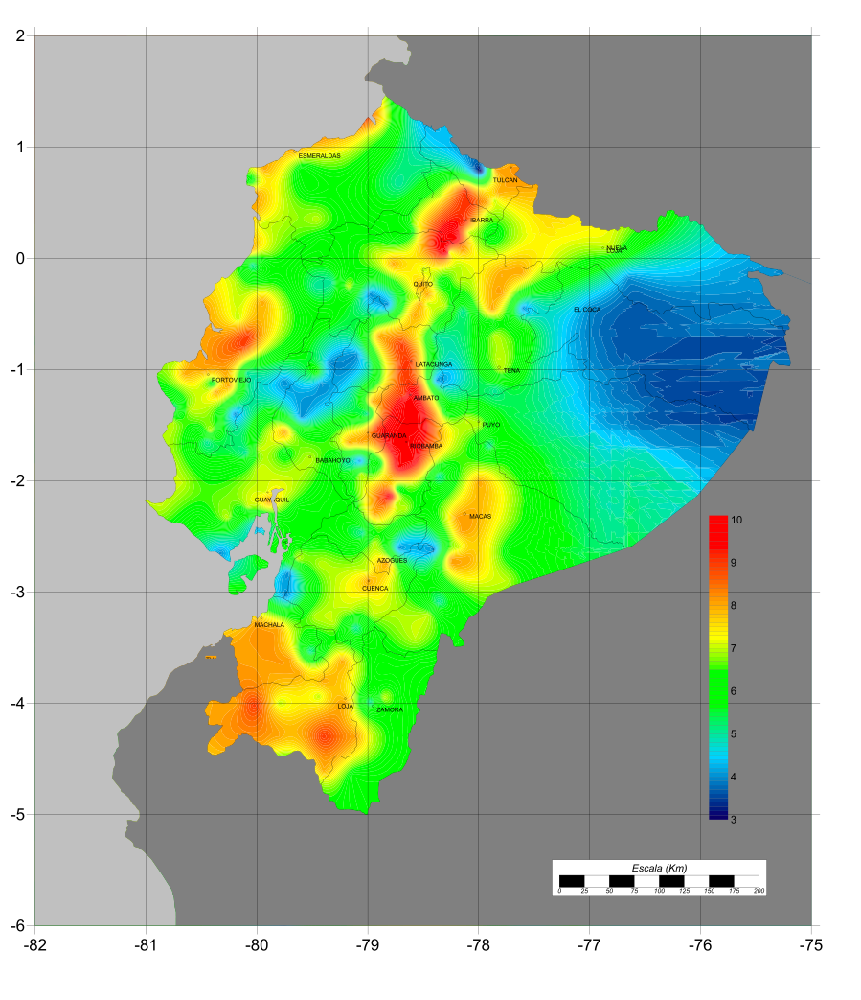 2
1
0
-1
-2
-3
-4
-5
-6
-82
-81
-80
-79
-78
-77
-76
-75
ESMERALDAS
TULCAN
IBARRA
NUEVA
LOJA
QUITO
EL COCA
LATACUNGA
TENA
PORTOVIEJO
AMBATO
PUYO
GUARANDA
RIOBAMBA
BABAHOYO
GUAYAQUIL
MACAS
AZOGUES
CUENCA
MACHALA
LOJA
ZAMORA
10
9
8
7
6
5
4
3
Escala (Km)
0 25 50 75 100 125 150 175 200